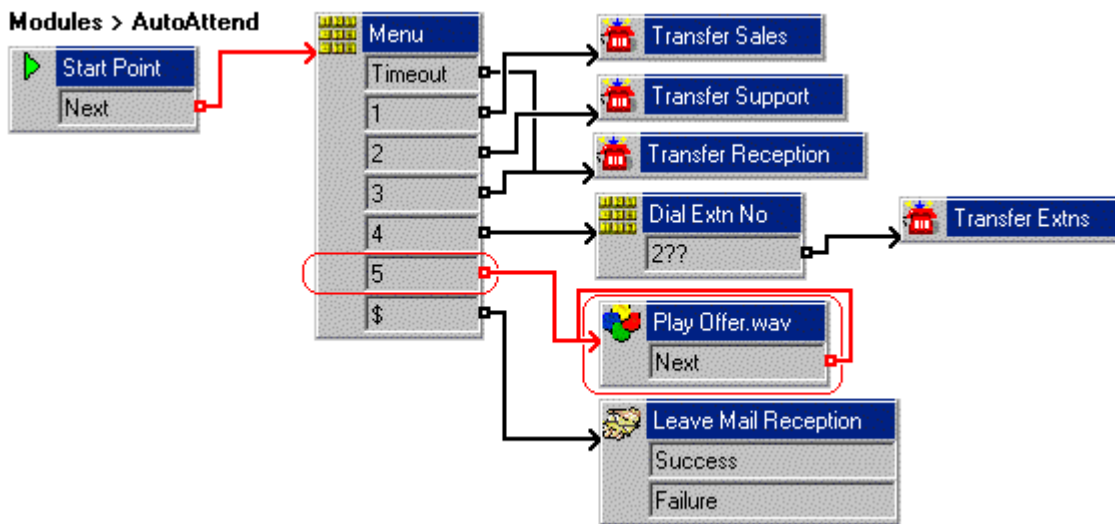 Modules > AutoAttend
Start Point
Next
Menu
Timeout
1
2
3
4
5
$
Transfer Sales
Transfer Support
Transfer Reception
Dial Extn No
2??
Transfer Extns
Play Offer.wav
Next
Leave Mail Reception
Success
Failure